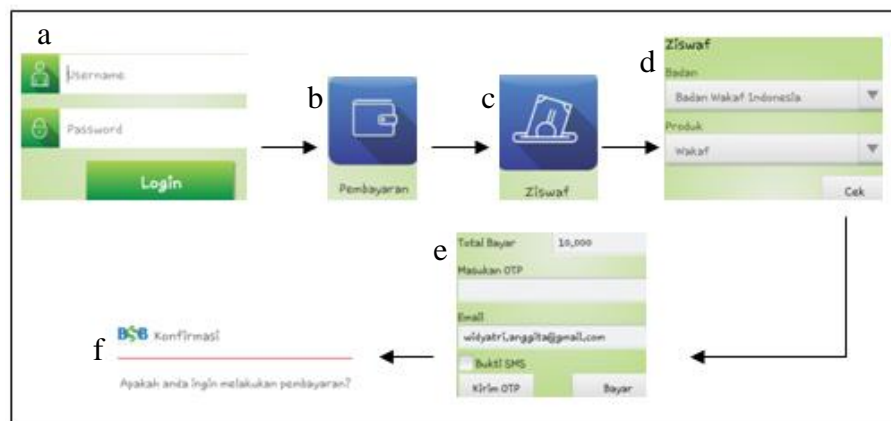 a
Username
Password
Login
b
Pembayaran
c
Ziswaf
d
Ziswaf
Badan
Badan Wakaf Indonesia
Produk
Wakaf
Cek
e
Total Bayar 10,000
Masukan OTP
Email
widyatri.anggita@gmail.com
Bukti SMS
Kirim OTP Bayar
f
BSB Konfirmasi
Apakah anda ingin melakukan pembayaran?